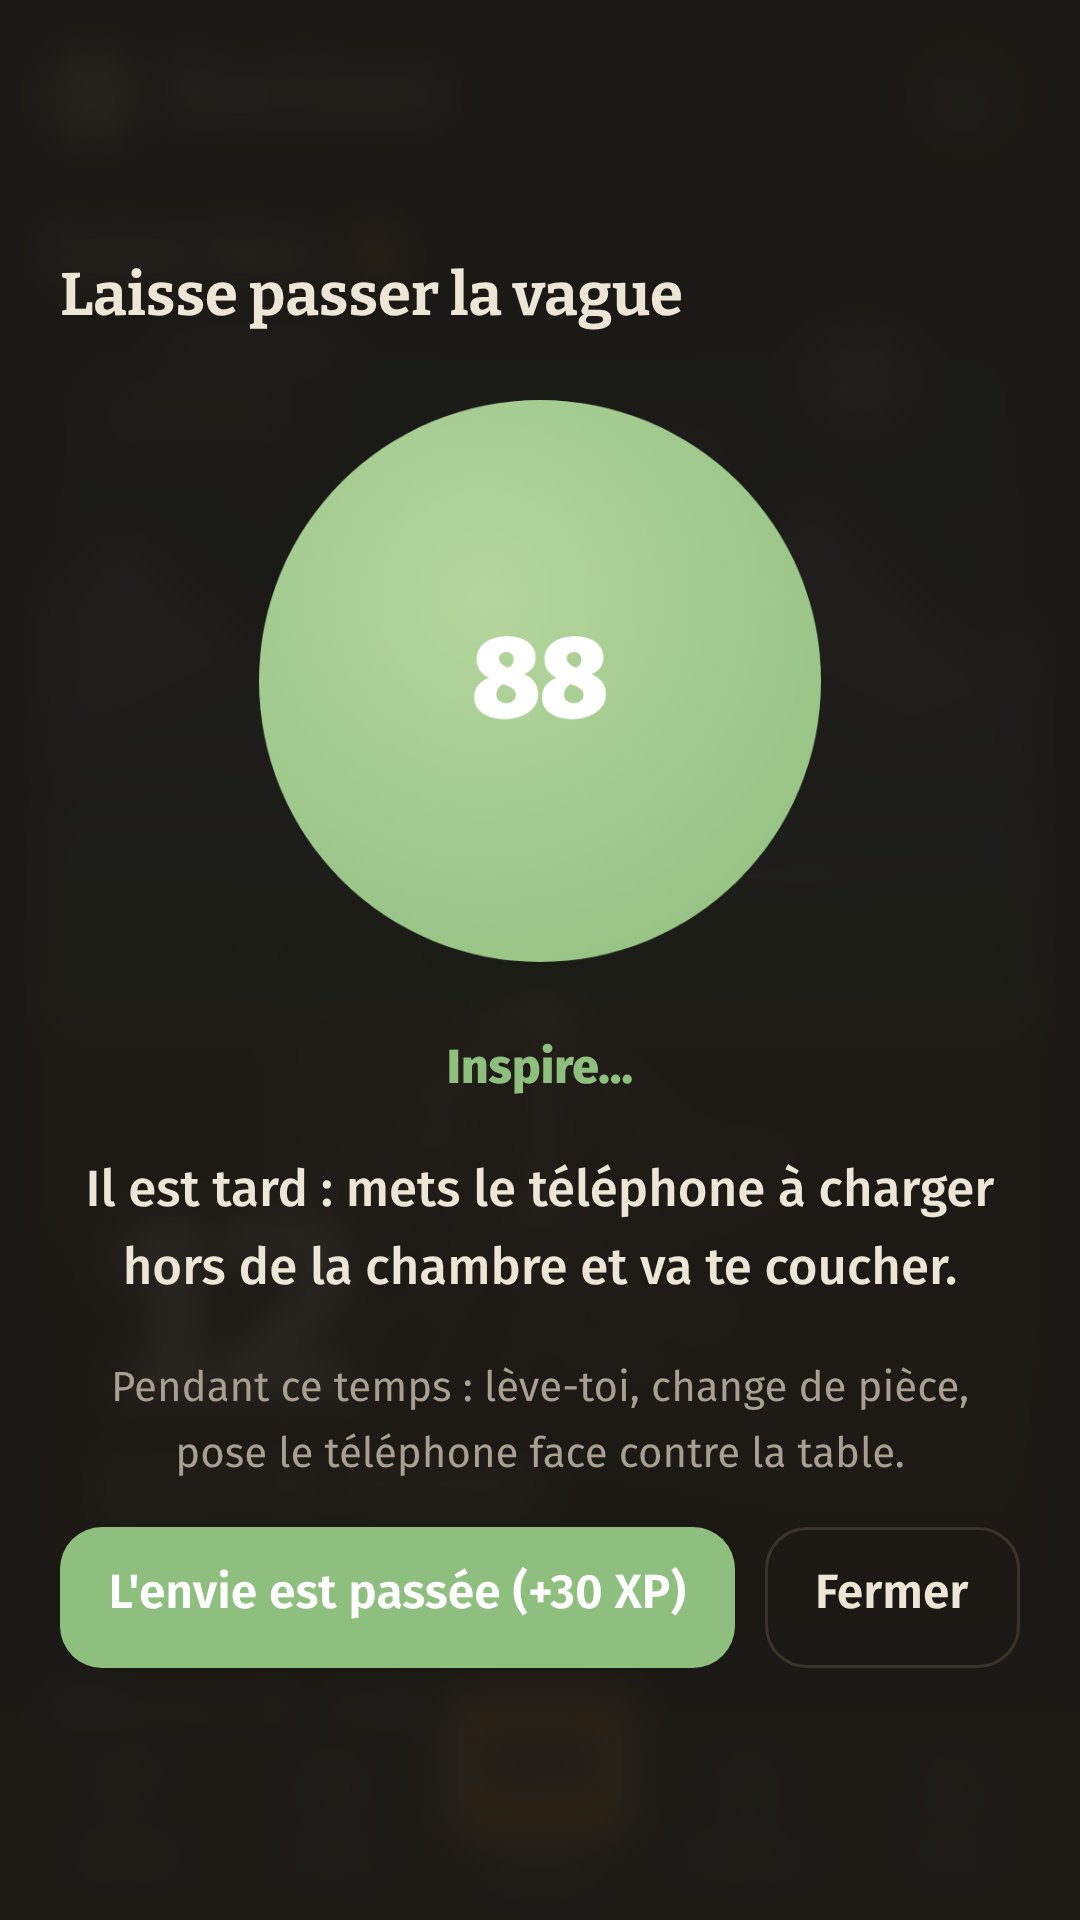 Laisse passer la vague
88
Inspire...
Il est tard : mets le téléphone à charger
hors de la chambre et va te coucher.
Pendant ce temps : lève-toi, change de pièce,
pose le téléphone face contre la table.
L'envie est passée (+30 XP)
Fermer